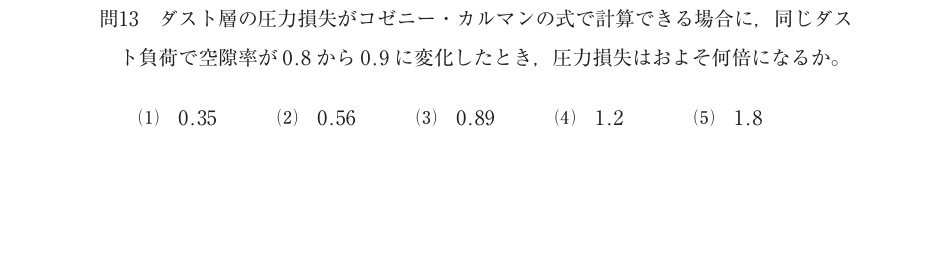 問13　ダスト層の圧力損失がコゼニー・カルマンの式で計算できる場合に，同じダス
ト負荷で空隙率が 0.8 から 0.9 に変化したとき，圧力損失はおよそ何倍になるか。
⑴　0.35　　⑵　0.56　　⑶　0.89　　⑷　1.2　　⑸　1.8